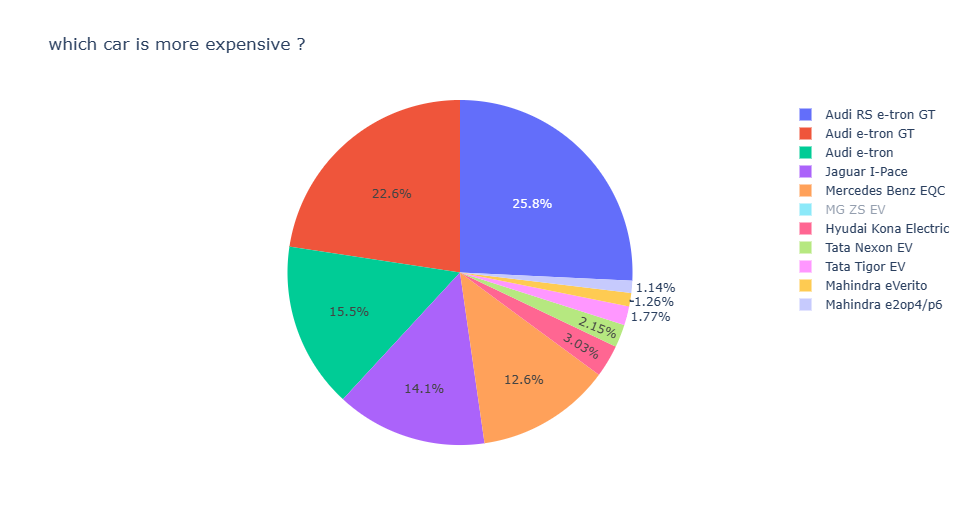 which car is more expensive ?
Audi RS e-tron GT
Audi e-tron GT
Audi e-tron
Jaguar I-Pace
Mercedes Benz EQC
MG ZS EV
Hyudai Kona Electric
Tata Nexon EV
Tata Tigor EV
Mahindra eVerito
Mahindra e2op4/p6
22.6%
25.8%
15.5%
14.1%
12.6%
3.03%
2.15%
1.77%
1.26%
1.14%